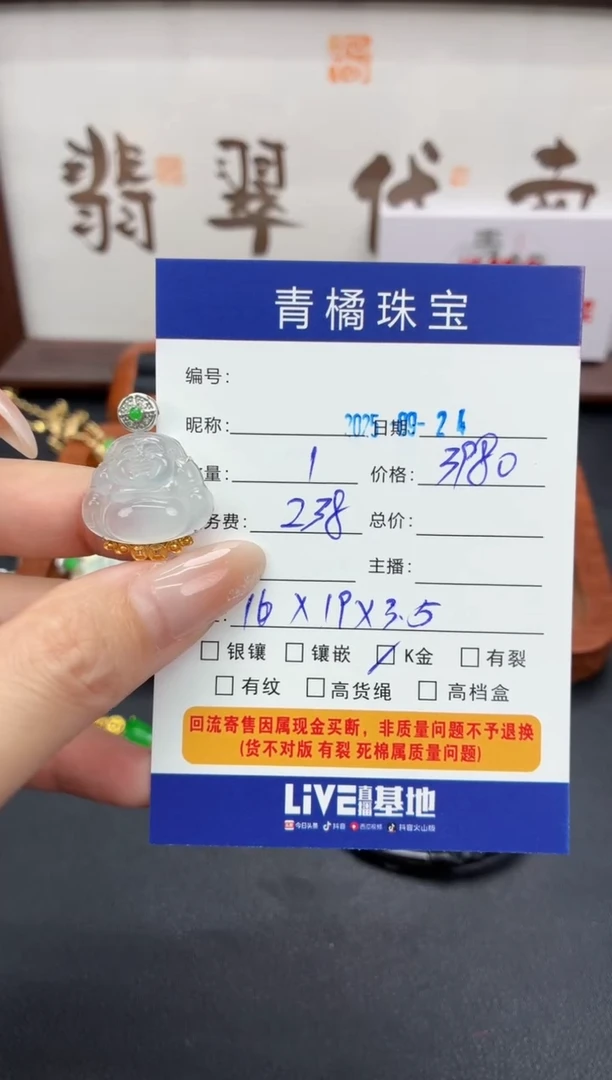 翡翠代
青橘珠宝
编号：
昵称： 日期 2025-09-24
量： 1 价格： 3980
务费： 238 总价：
主播：
16 X 19 X 3.5
银镶 镶嵌 K金 有裂
有纹 高货绳 高档盒
回流寄售因属现金买断，非质量问题不予退换
(货不对版 有裂 死棉属质量问题)
LiVE直播基地
今日头条 抖音 西瓜视频 抖音火山版